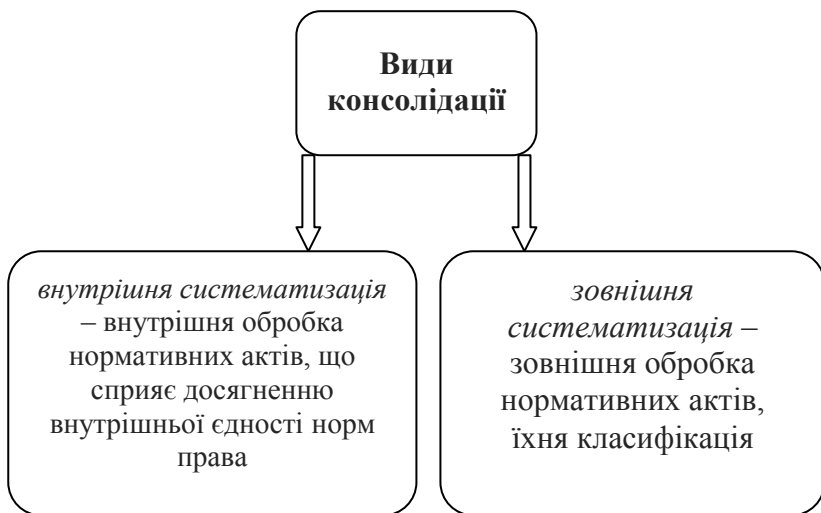 Види
консолідації
внутрішня систематизація
– внутрішня обробка
нормативних актів, що
сприяє досягненню
внутрішньої єдності норм
права
зовнішня
систематизація –
зовнішня обробка
нормативних актів,
їхня класифікація